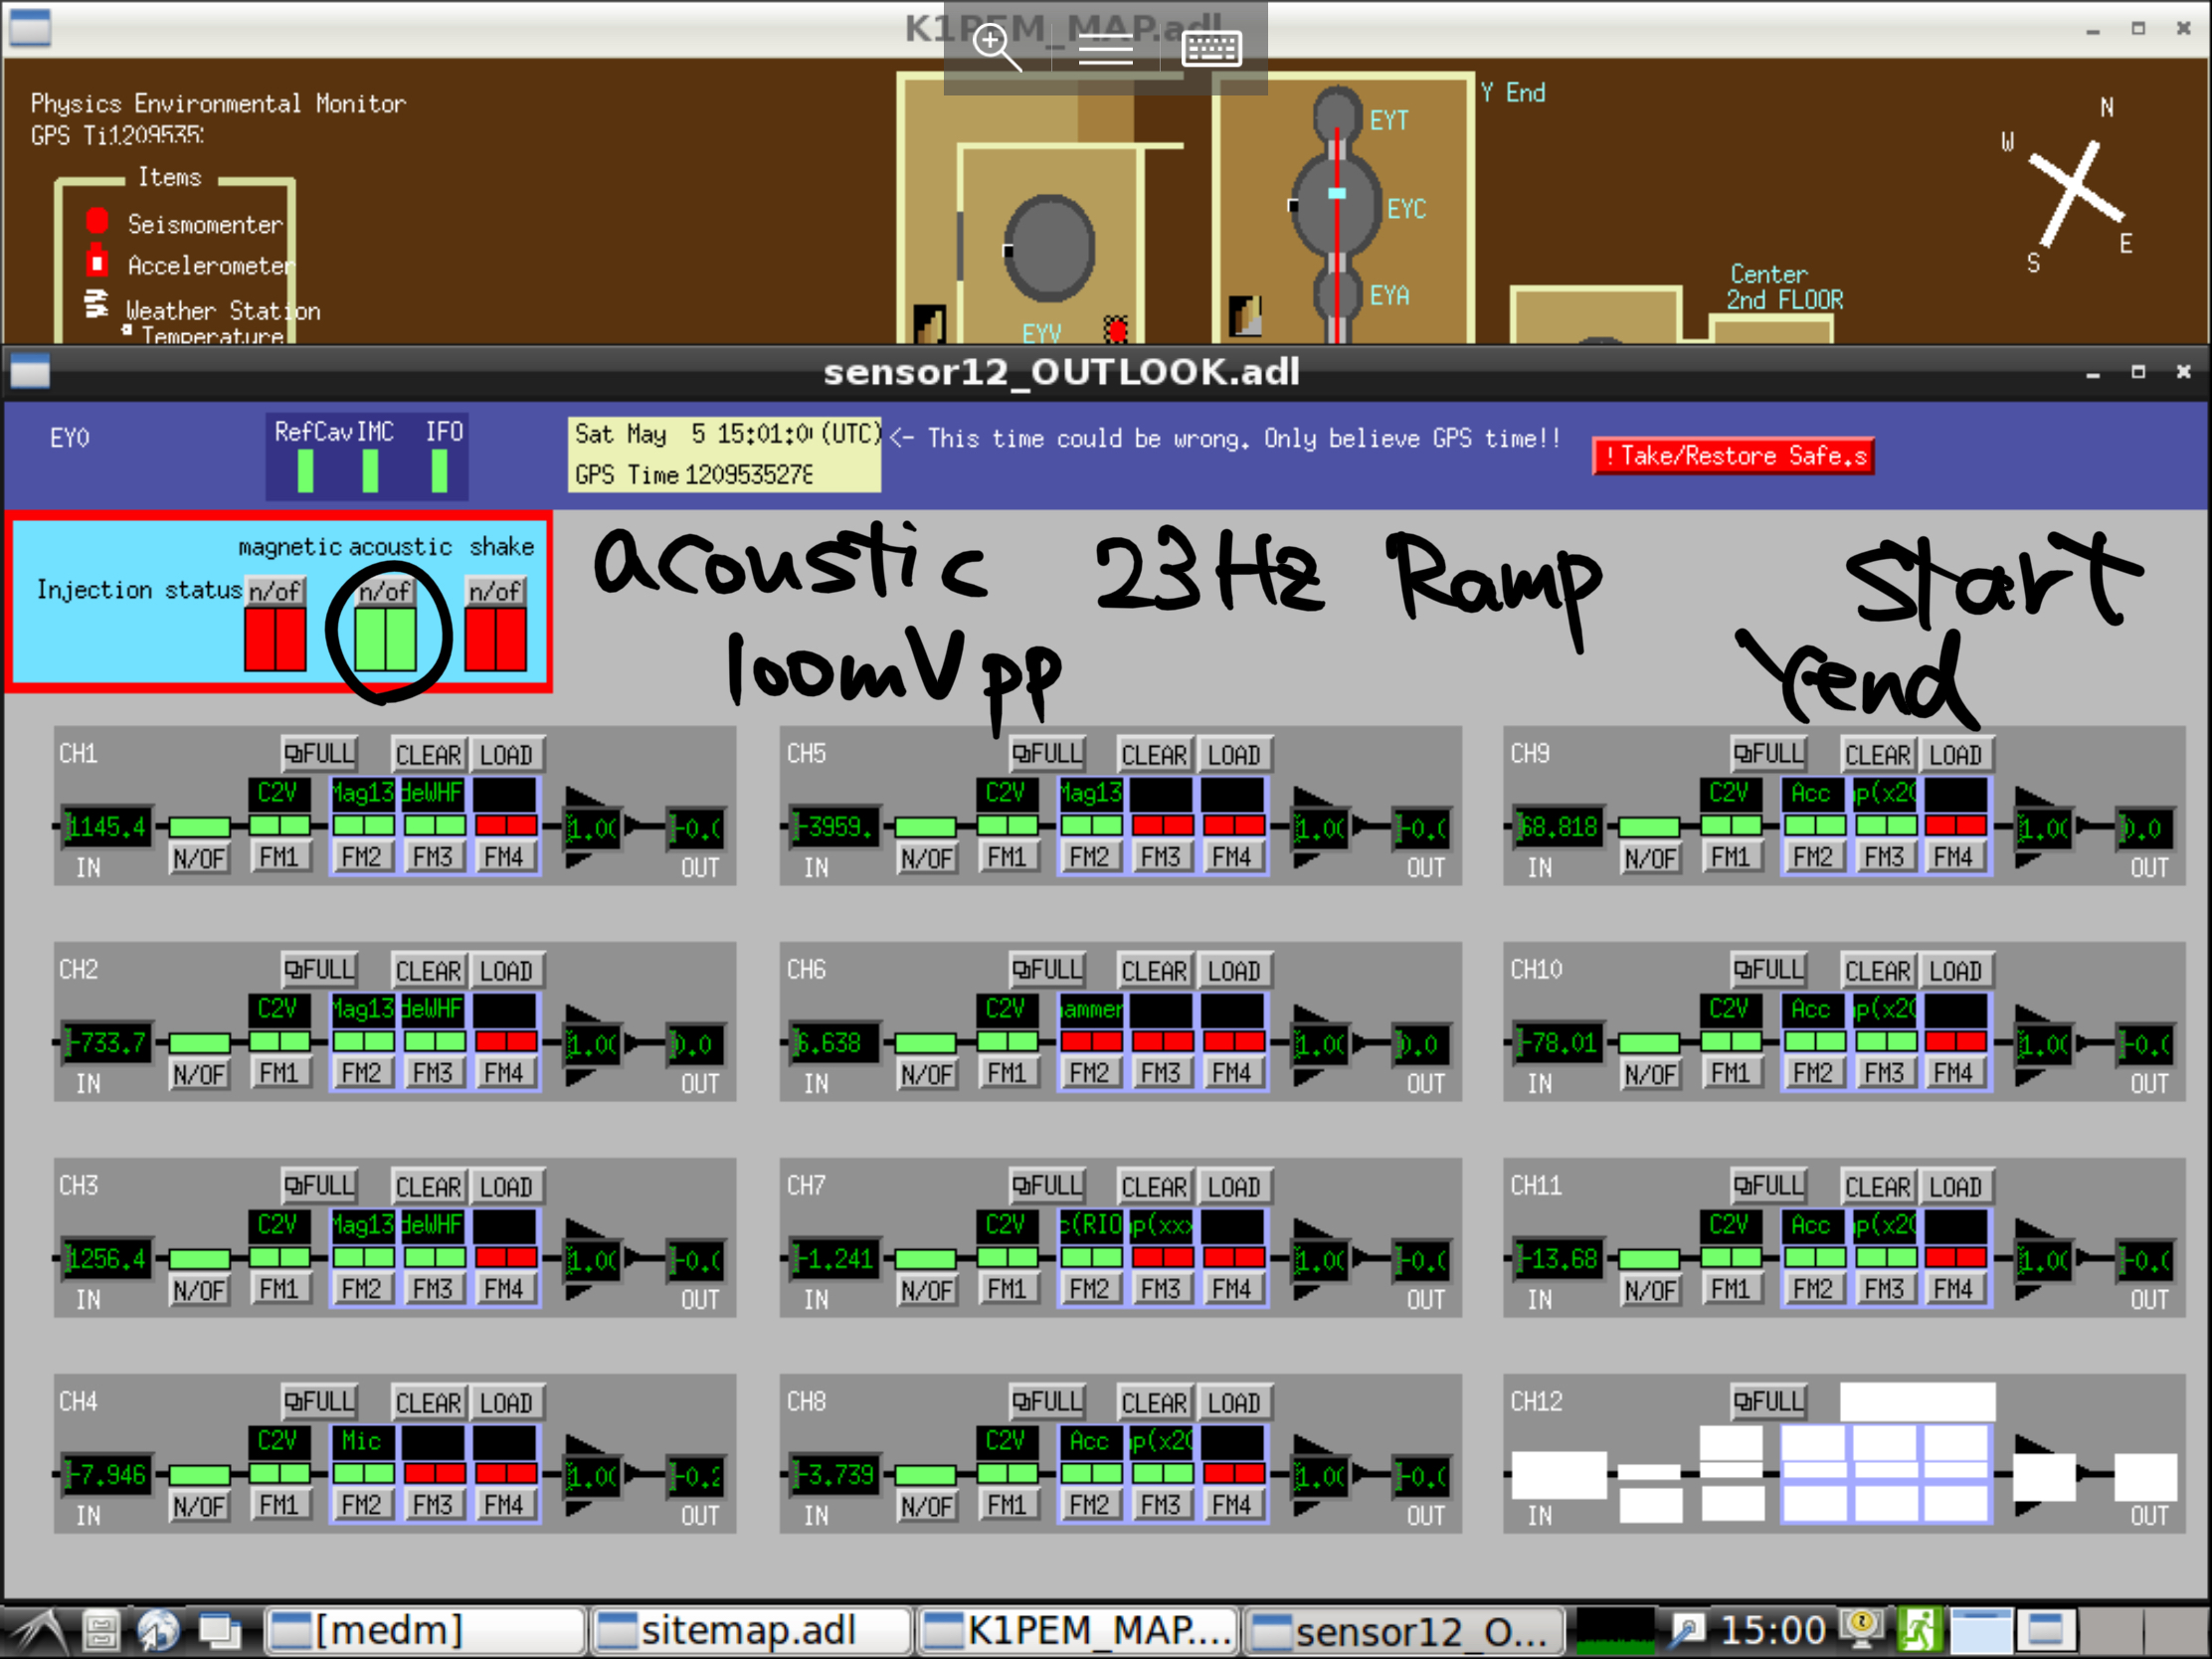 K1PEM_MAP.adl
Physics Environmental Monitor
GPS Ti
Items
Seismomenter
Accelerometer
Weather Station
Temperature
EYV
EYT
EYC
EYA
Y End
Center
2nd FLOOR
N
W
E
S
sensor12_OUTLOOK.adl
EY0
RefCav IMC IFO
Sat May 5 15:01:0 (UTC)
GPS Time 1209535278
<- This time could be wrong. Only believe GPS time!!
!Take/Restore Safe.s
magnetic acoustic shake
Injection status n/of n/of n/of
acoustic 23Hz Ramp start
100mVpp Yend
CH1 FULL CLEAR LOAD
C2V Mag13 deWHF
1145.4 1.0( -0.(
IN N/OF FM1 FM2 FM3 FM4 OUT
CH5 FULL CLEAR LOAD
C2V Mag13
-3959. 1.0( -0.(
IN N/OF FM1 FM2 FM3 FM4 OUT
CH9 FULL CLEAR LOAD
C2V Acc p(x2(
68.818 1.0( 0.0
IN N/OF FM1 FM2 FM3 FM4 OUT
CH2 FULL CLEAR LOAD
C2V Mag13 deWHF
-733.7 1.0( 0.0
IN N/OF FM1 FM2 FM3 FM4 OUT
CH6 FULL CLEAR LOAD
C2V ammer
6.638 1.0( 0.0
IN N/OF FM1 FM2 FM3 FM4 OUT
CH10 FULL CLEAR LOAD
C2V Acc p(x2(
-78.01 1.0( -0.(
IN N/OF FM1 FM2 FM3 FM4 OUT
CH3 FULL CLEAR LOAD
C2V Mag13 deWHF
1256.4 1.0( -0.(
IN N/OF FM1 FM2 FM3 FM4 OUT
CH7 FULL CLEAR LOAD
C2V c(RIO p(xxx
-1.241 1.0( -0.(
IN N/OF FM1 FM2 FM3 FM4 OUT
CH11 FULL CLEAR LOAD
C2V Acc p(x2(
-13.68 1.0( -0.(
IN N/OF FM1 FM2 FM3 FM4 OUT
CH4 FULL CLEAR LOAD
C2V Mic
-7.946 1.0( -0.2
IN N/OF FM1 FM2 FM3 FM4 OUT
CH8 FULL CLEAR LOAD
C2V Acc p(x2(
-3.739 1.0( -0.(
IN N/OF FM1 FM2 FM3 FM4 OUT
CH12 FULL
IN OUT
[medm] sitemap.adl K1PEM_MAP.... sensor12_O... 15:00